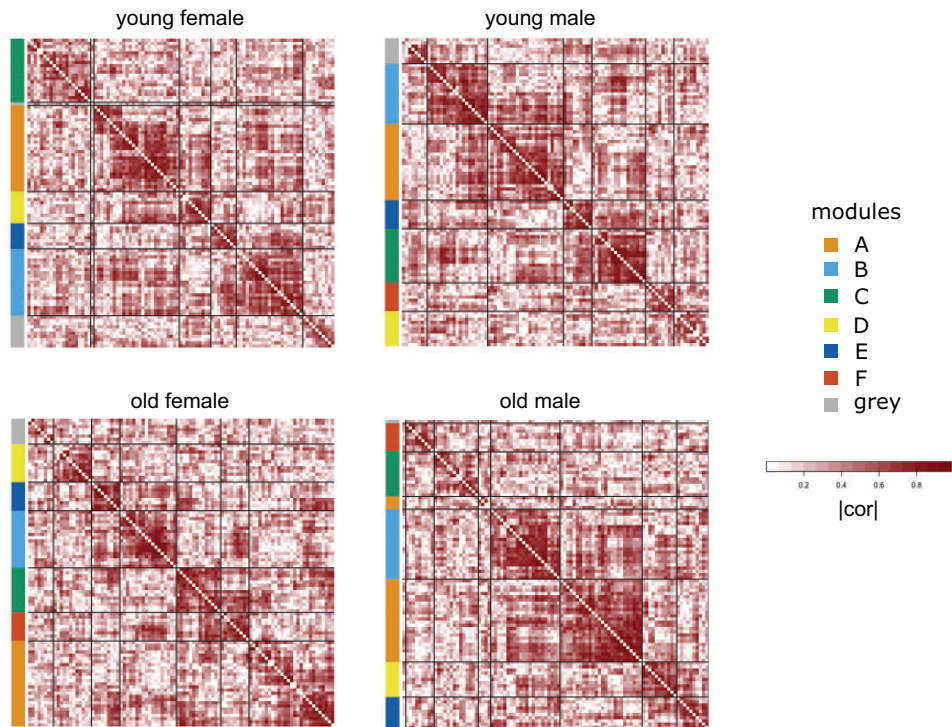 young female
young male
modules
A
B
C
D
E
F
grey
0.2 0.4 0.6 0.8
|cor|
old female
old male